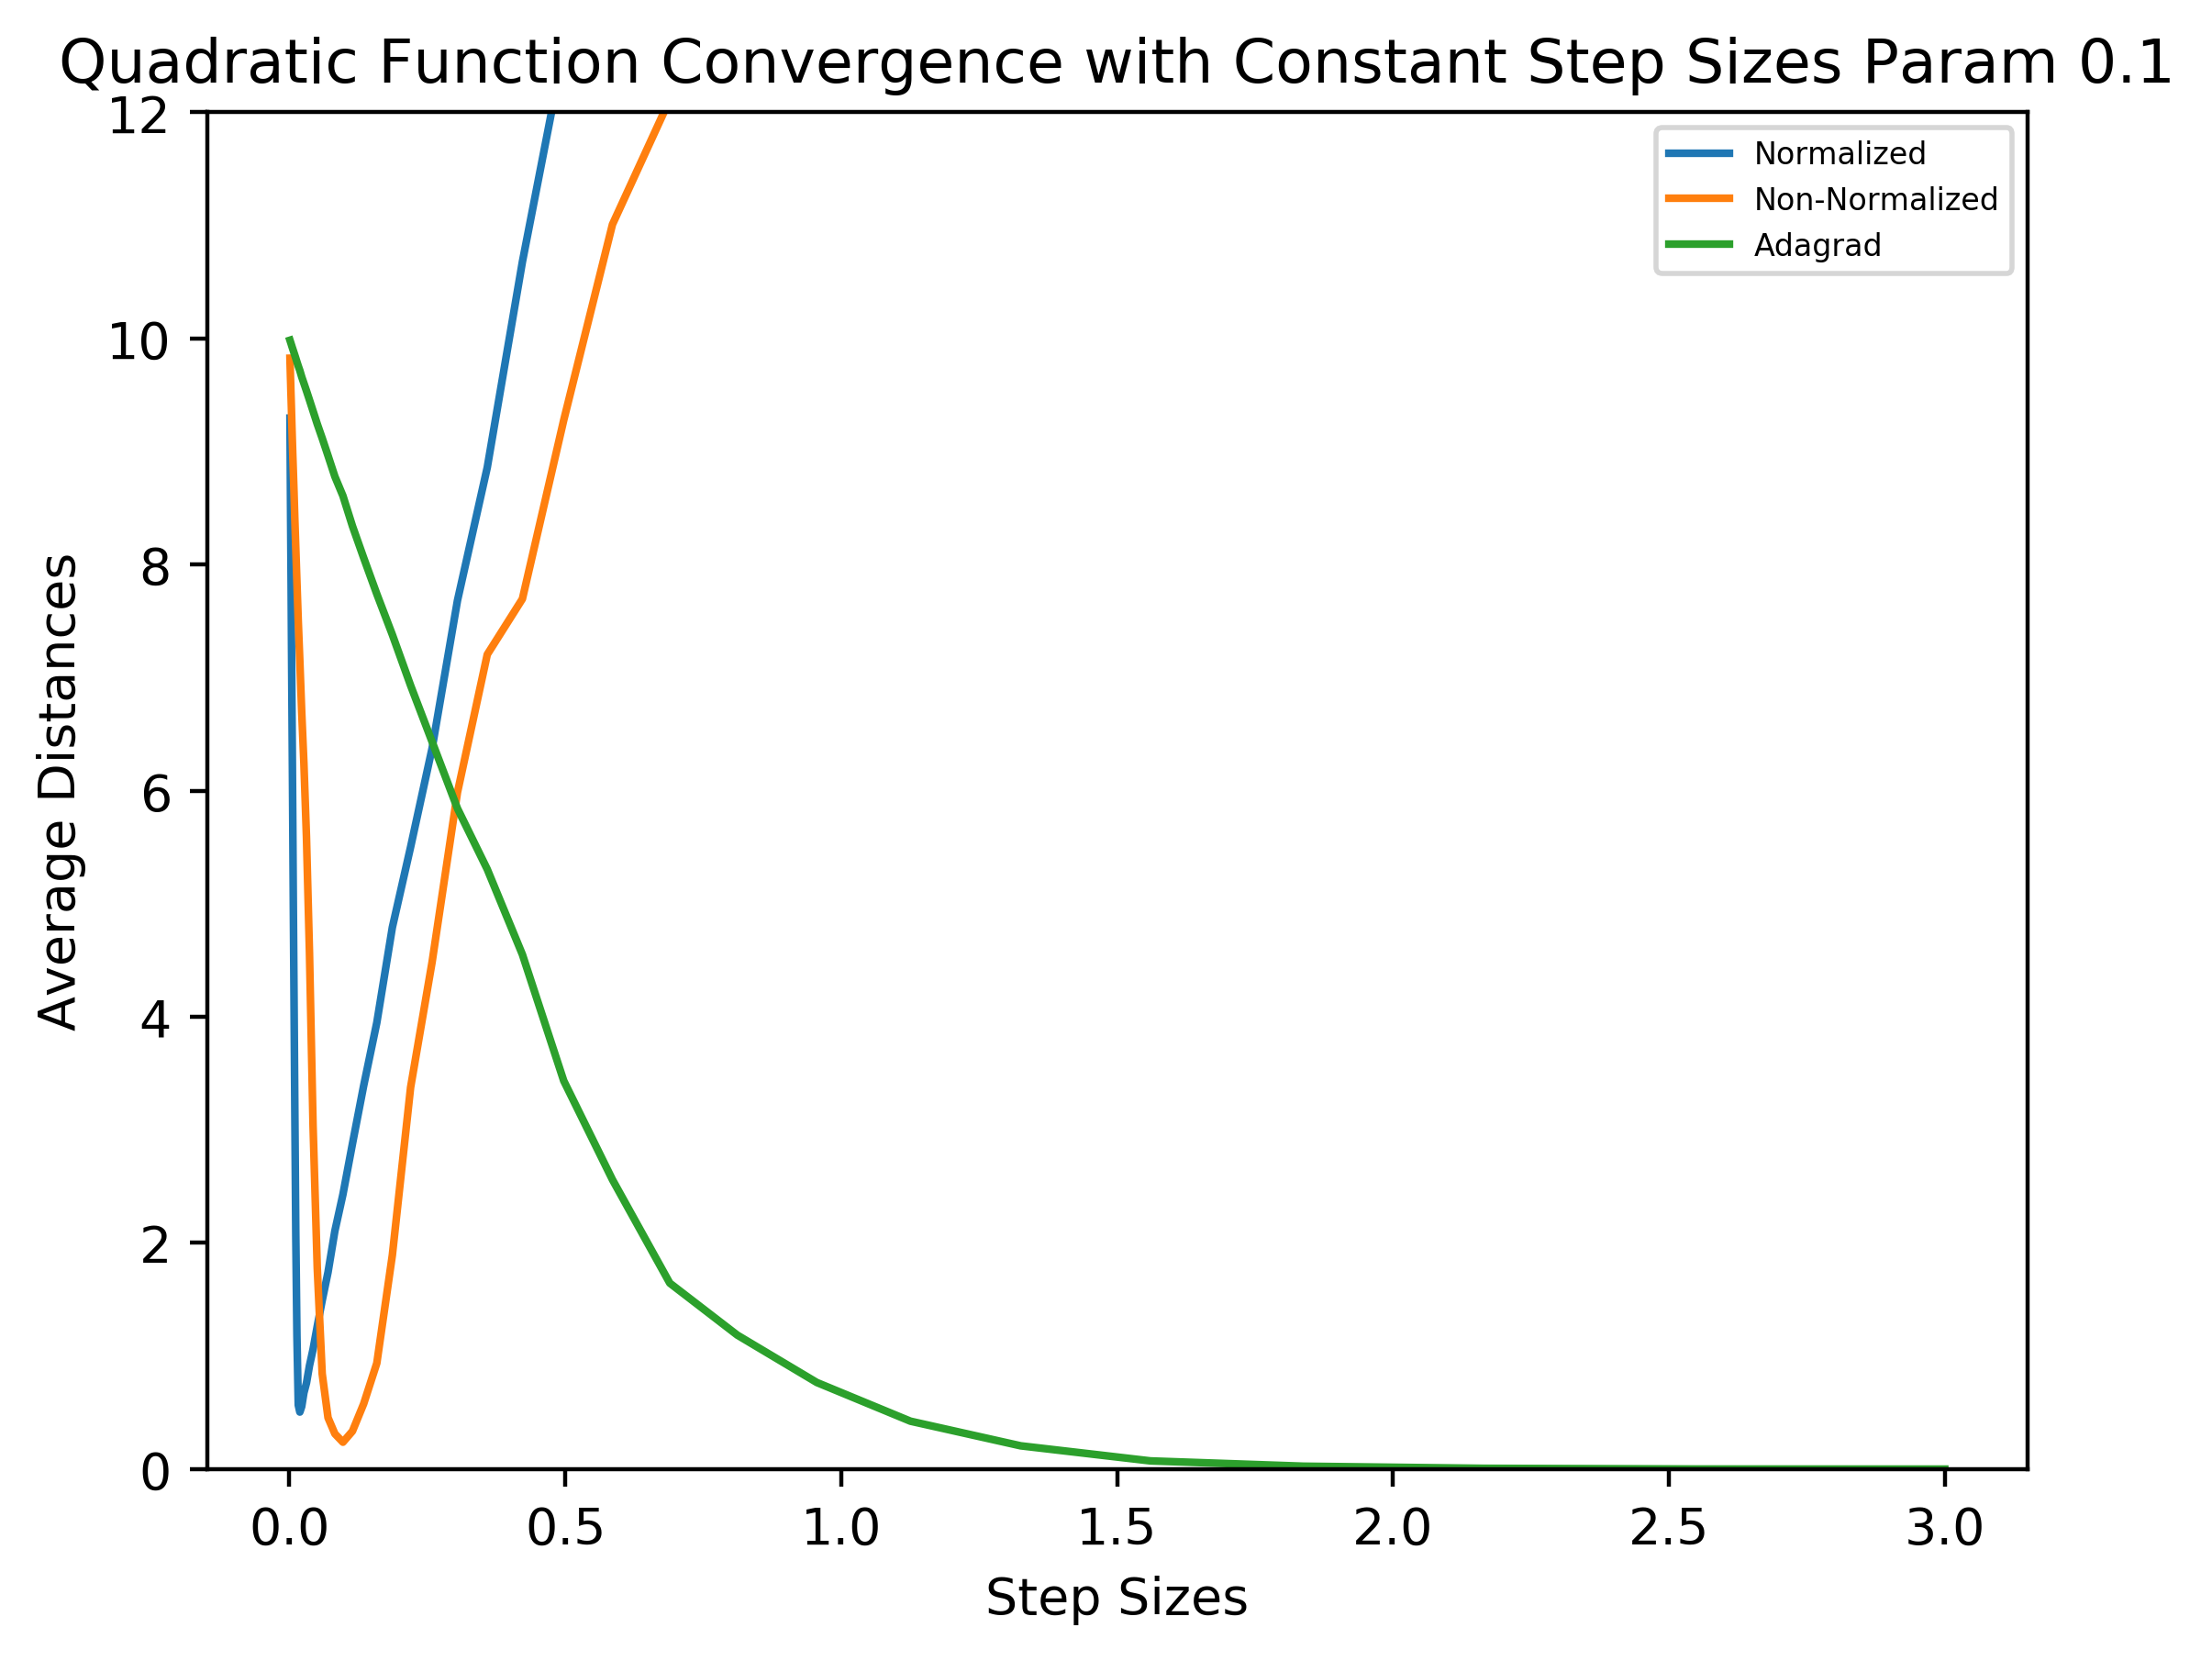 Quadratic Function Convergence with Constant Step Sizes Param 0.1
12
10
8
6
4
2
0
Average Distances
Normalized
Non-Normalized
Adagrad
0.0 0.5 1.0 1.5 2.0 2.5 3.0
Step Sizes